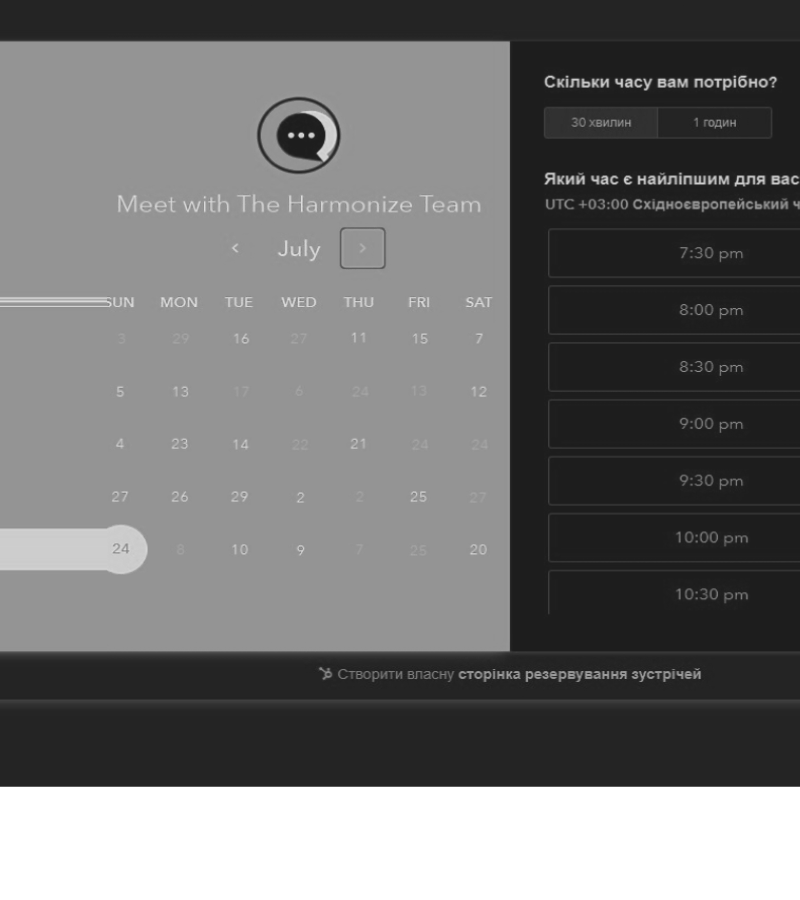 Meet with The Harmonize Team
July
SUN MON TUE WED THU FRI SAT
3 29 16 27 11 15 7
5 13 17 6 24 13 12
4 23 14 22 21 24 24
27 26 29 2 2 25 27
24 8 10 9 7 25 20
Скільки часу вам потрібно?
30 хвилин 1 годин
Який час є найліпшим для вас
UTC +03:00 Східноєвропейський ч
7:30 pm
8:00 pm
8:30 pm
9:00 pm
9:30 pm
10:00 pm
10:30 pm
Створити власну сторінка резервування зустрічей